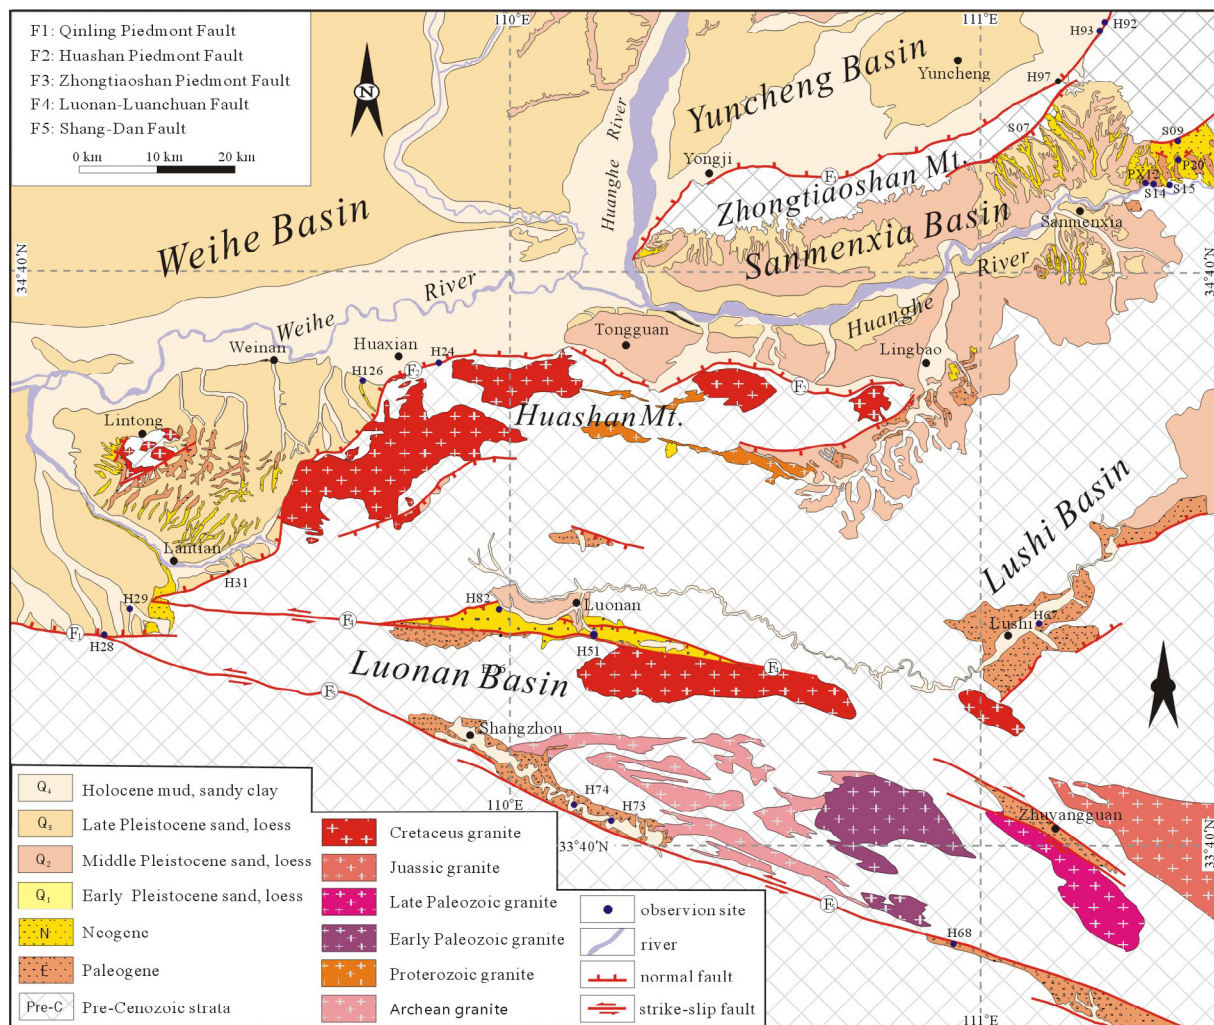 F1: Qinling Piedmont Fault
F2: Huashan Piedmont Fault
F3: Zhongtiaoshan Piedmont Fault
F4: Luonan-Luanchuan Fault
F5: Shang-Dan Fault
0 km 10 km 20 km
N
110°E
111°E
H92
H93
Yuncheng Basin
Yuncheng
H97
Huanghe River
S07
S09
Yongji
F3
Zhongtiaoshan Mt.
P20
PX12
S14
S15
Weihe Basin
Sanmenxia Basin
Sanmenxia
34°40′N
34°40′N
River
Weihe
Huanghe
River
Tongguan
Weinan
Huaxian
H24
Lingbao
F2
F2
H126
Huashan Mt.
Lintong
Lushi Basin
Lantian
H31
H29
H82
Luonan
H67
Lushi
F1
H28
F4
H51
F4
Luonan Basin
F5
Shangzhou
H74
H73
110°E
33°40′N
33°40′N
Zhuyangguan
F5
H68
111°E
Q4 Holocene mud, sandy clay
Q3 Late Pleistocene sand, loess
Q2 Middle Pleistocene sand, loess
Q1 Early Pleistocene sand, loess
N Neogene
E Paleogene
Pre-C Pre-Cenozoic strata
Cretaceus granite
Juassic granite
Late Paleozoic granite
Early Paleozoic granite
Proterozoic granite
Archean granite
observion site
river
normal fault
strike-slip fault